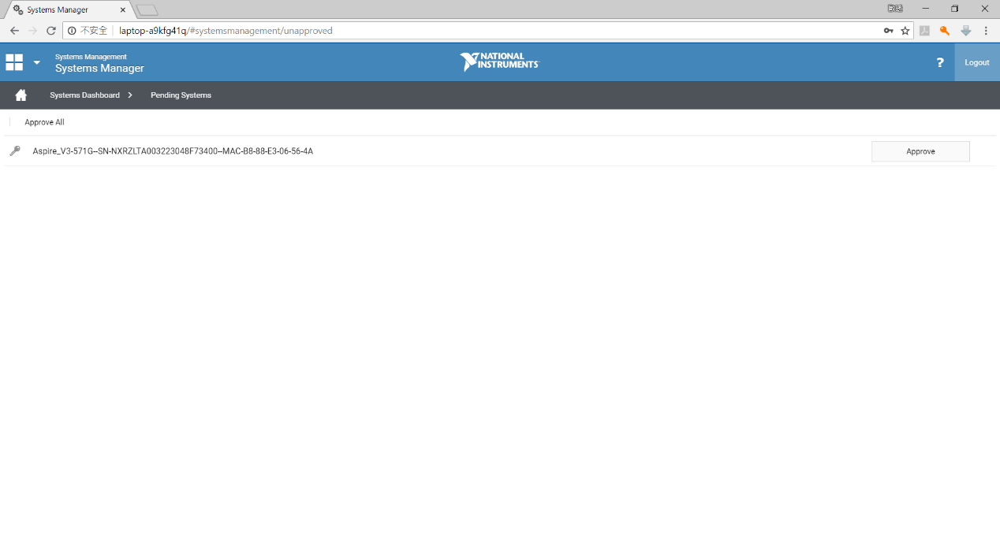 Systems Manager
不安全 laptop-a9kfg41q/#systemsmanagement/unapproved
Systems Management
Systems Manager
NATIONAL
INSTRUMENTS
?
Logout
Systems Dashboard
Pending Systems
Approve All
Aspire_V3-571G--SN-NXRZLTA003223048F73400--MAC-B8-88-E3-06-56-4A
Approve